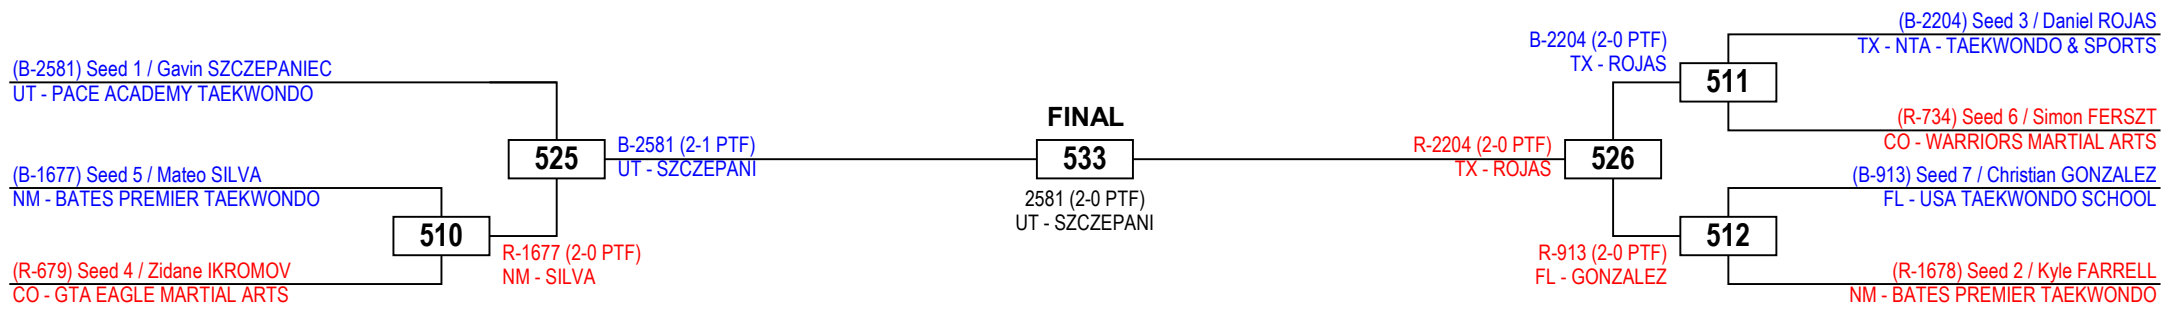 (B-2581) Seed 1 / Gavin SZCZEPANIEC
UT - PACE ACADEMY TAEKWONDO
(B-1677) Seed 5 / Mateo SILVA
NM - BATES PREMIER TAEKWONDO
510
(R-679) Seed 4 / Zidane IKROMOV
CO - GTA EAGLE MARTIAL ARTS
525
R-1677 (2-0 PTF)
NM - SILVA
B-2581 (2-1 PTF)
UT - SZCZEPANI
FINAL
533
2581 (2-0 PTF)
UT - SZCZEPANI
R-2204 (2-0 PTF)
TX - ROJAS
526
B-2204 (2-0 PTF)
TX - ROJAS
511
R-913 (2-0 PTF)
FL - GONZALEZ
512
(B-2204) Seed 3 / Daniel ROJAS
TX - NTA - TAEKWONDO & SPORTS
(R-734) Seed 6 / Simon FERSZT
CO - WARRIORS MARTIAL ARTS
(B-913) Seed 7 / Christian GONZALEZ
FL - USA TAEKWONDO SCHOOL
(R-1678) Seed 2 / Kyle FARRELL
NM - BATES PREMIER TAEKWONDO